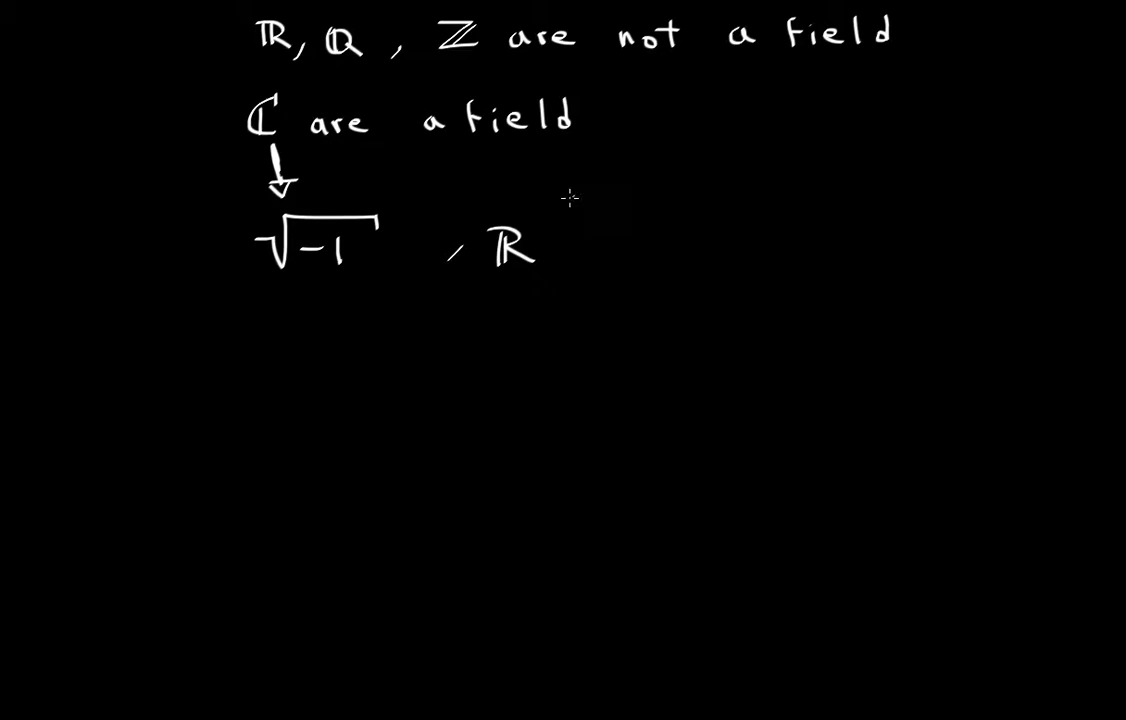 ℝ, ℚ, ℤ are not a field
ℂ are a field
↓
√-1 , ℝ